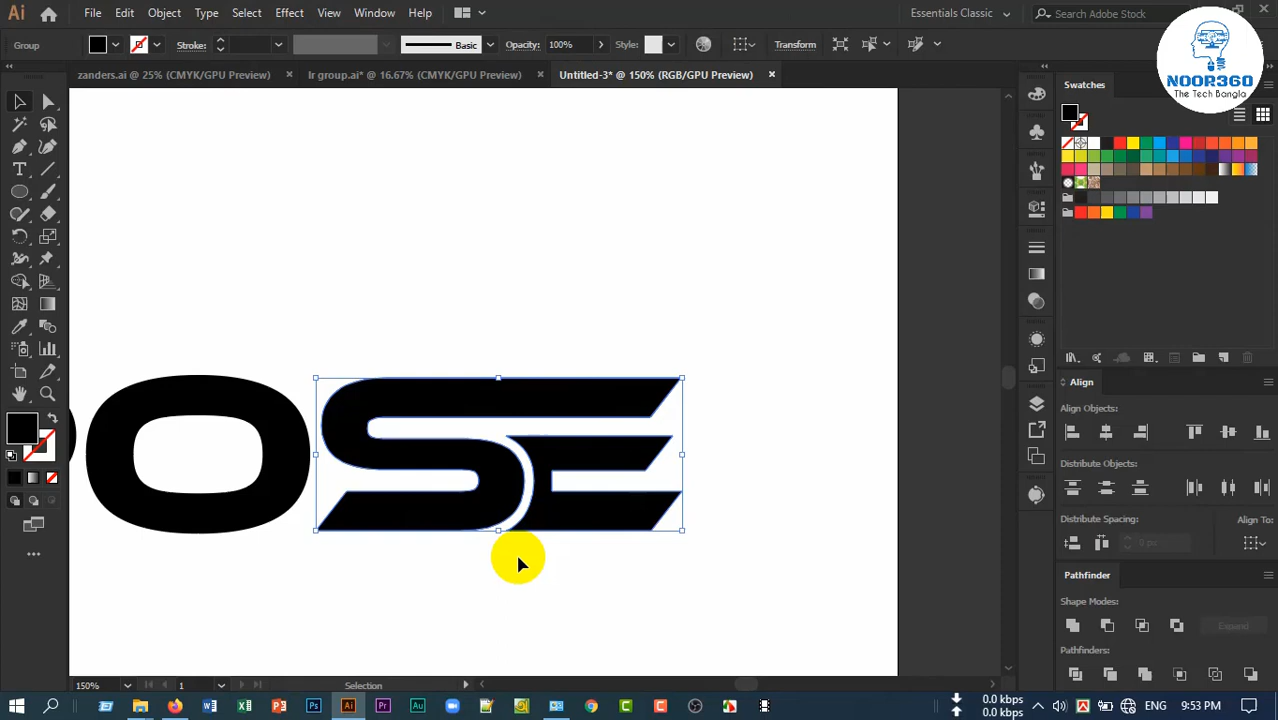 Ai File Edit Object Type Select Effect View Window Help Essentials Classic Search Adobe Stock
Group Stroke: Basic Opacity: 100% Style: Transform
zanders.ai @ 25% (CMYK/GPU Preview) lr group.ai* @ 16.67% (CMYK/GPU Preview) Untitled-3* @ 150% (RGB/GPU Preview)
NOOR360
The Tech Bangla
Swatches
OSE
Align
Align Objects:
Distribute Objects:
Distribute Spacing: Align To:
0 px
Pathfinder
Shape Modes:
Expand
Pathfinders:
150% 1 Selection
0.0 kbps
0.0 kbps
ENG 9:53 PM